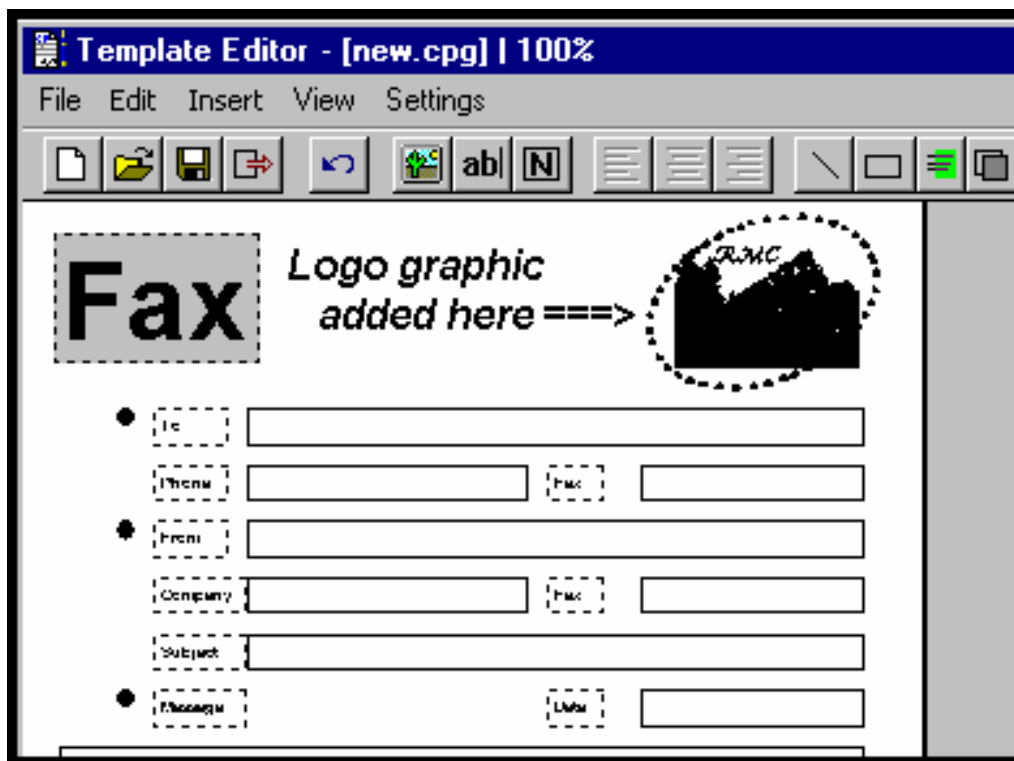 Template Editor - [new.cpg] | 100%
File Edit Insert View Settings
ab| N
Fax Logo graphic
added here ===>
RMC
To
Phone Fax
From
Company Fax
Subject
Message Date